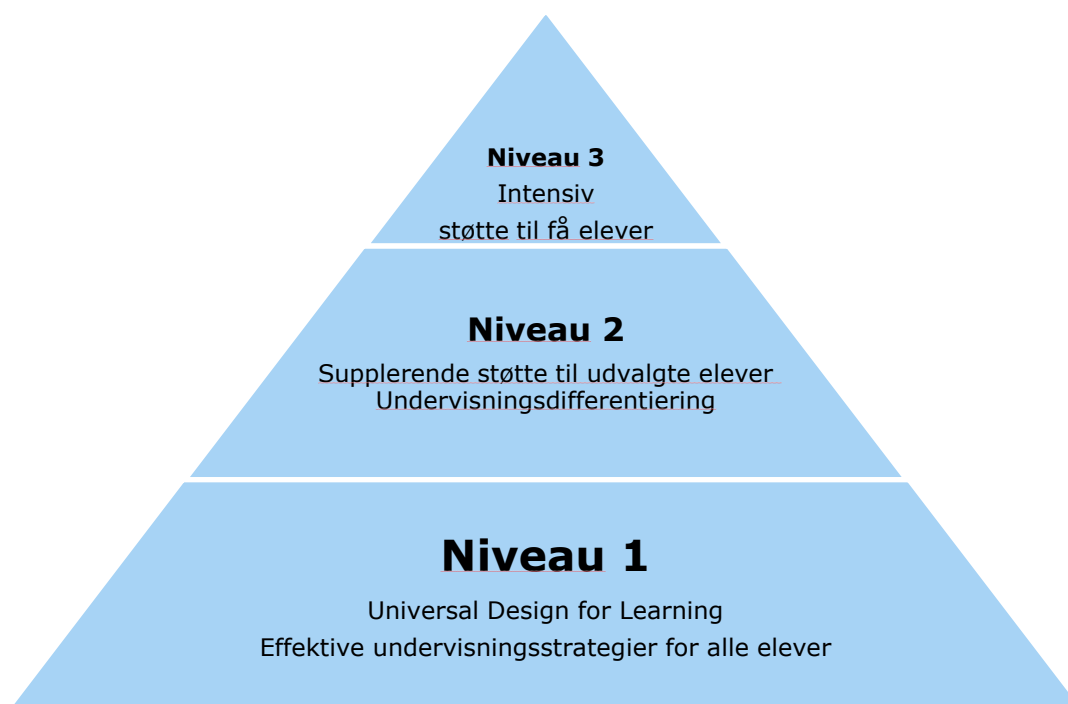 Niveau 3
Intensiv
støtte til få elever
Niveau 2
Supplerende støtte til udvalgte elever
Undervisningsdifferentiering
Niveau 1
Universal Design for Learning
Effektive undervisningsstrategier for alle elever